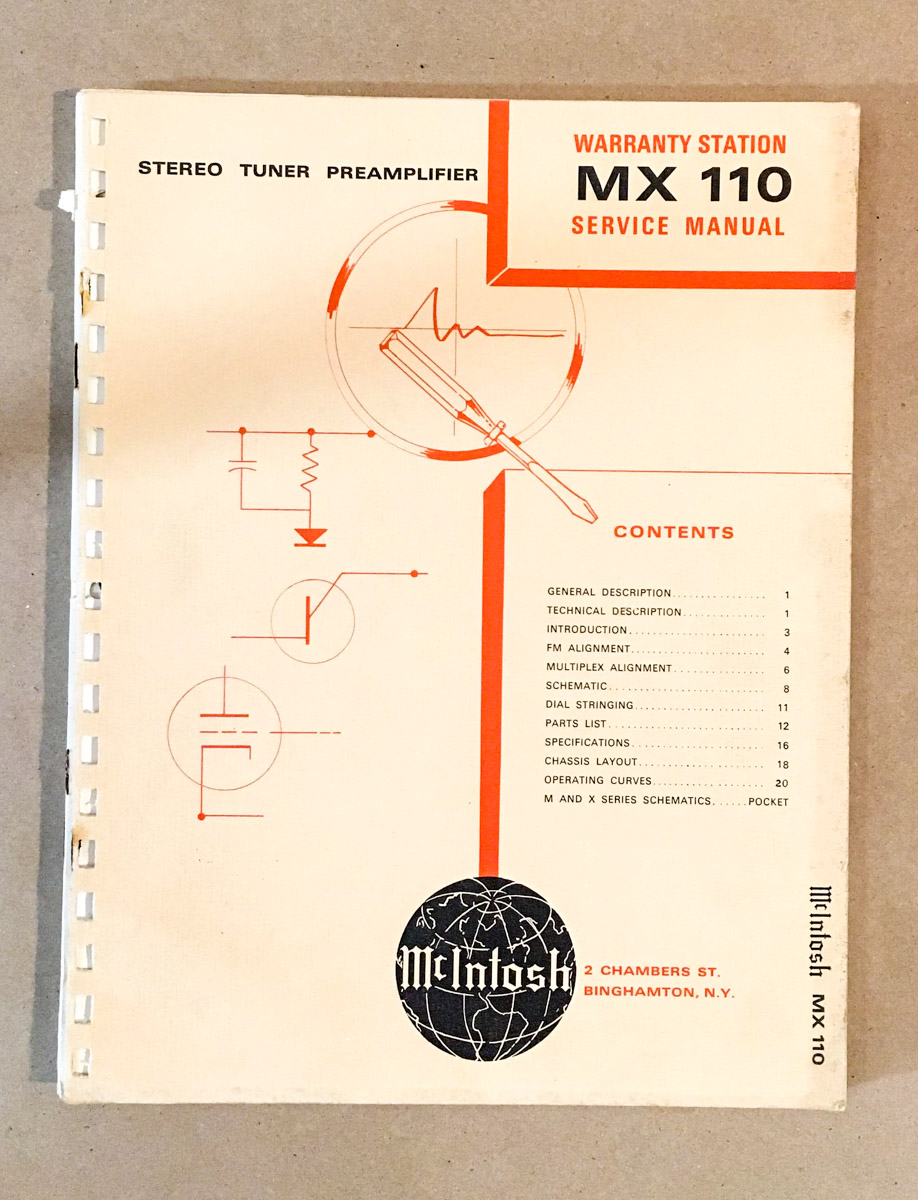 STEREO TUNER PREAMPLIFIER
WARRANTY STATION
MX 110
SERVICE MANUAL
CONTENTS
GENERAL DESCRIPTION................ 1
TECHNICAL DESCRIPTION.............. 1
INTRODUCTION....................... 3
FM ALIGNMENT....................... 4
MULTIPLEX ALIGNMENT................ 6
SCHEMATIC.......................... 8
DIAL STRINGING...................... 11
PARTS LIST.......................... 12
SPECIFICATIONS...................... 16
CHASSIS LAYOUT...................... 18
OPERATING CURVES................... 20
M AND X SERIES SCHEMATICS......POCKET
McIntosh
2 CHAMBERS ST.
BINGHAMTON, N.Y.
McIntosh MX 110